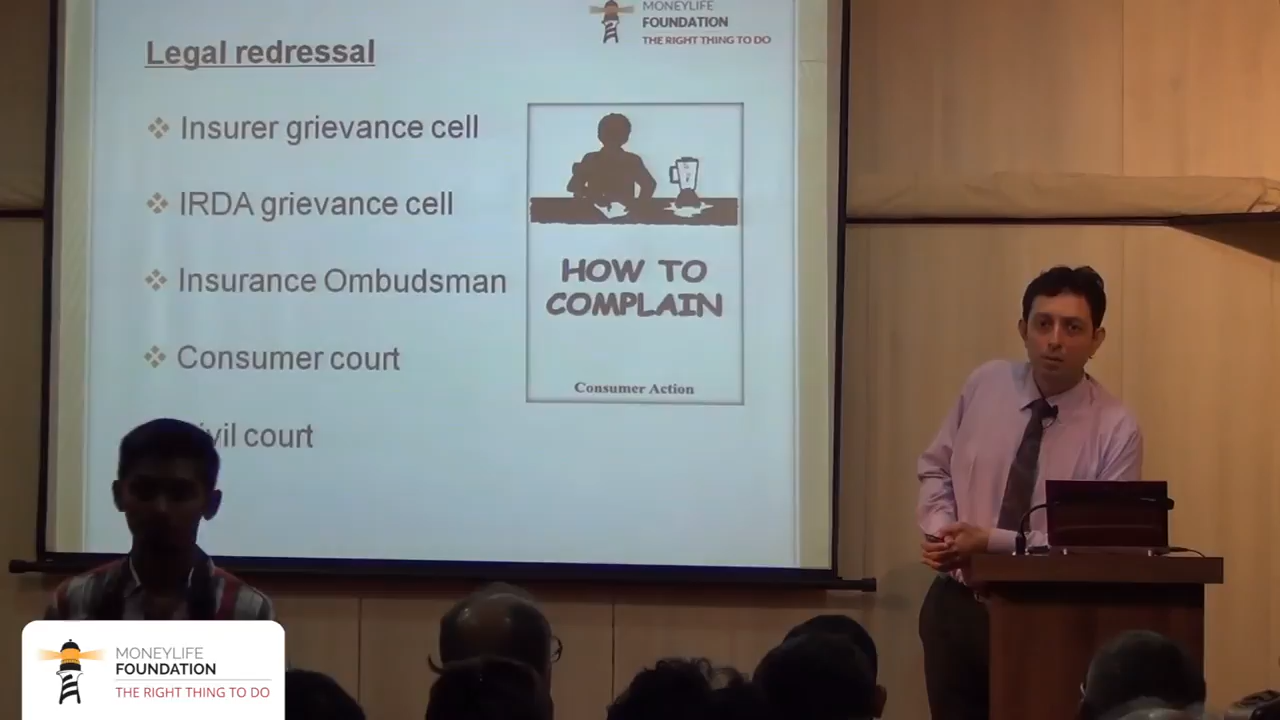 MONEYLIFE
FOUNDATION
THE RIGHT THING TO DO
Legal redressal
Insurer grievance cell
IRDA grievance cell
Insurance Ombudsman
Consumer court
court
HOW TO
COMPLAIN
Consumer Action
MONEYLIFE
FOUNDATION
THE RIGHT THING TO DO